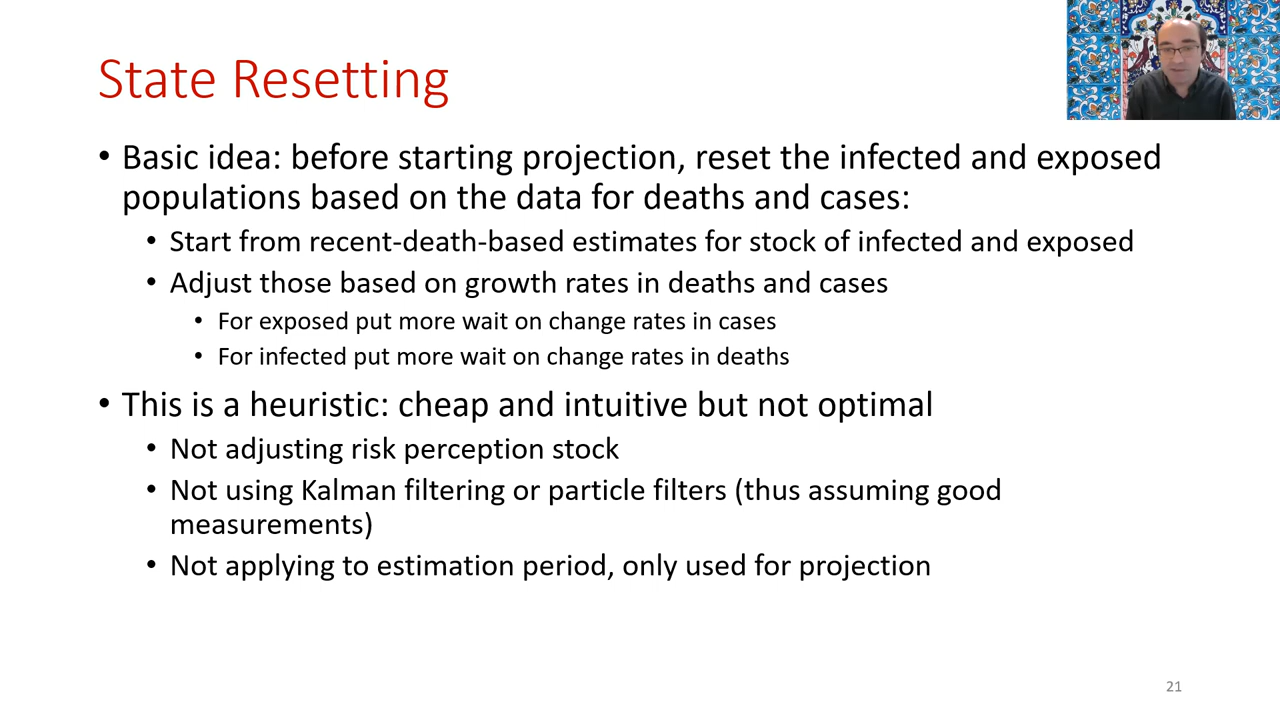 State Resetting
• Basic idea: before starting projection, reset the infected and exposed
populations based on the data for deaths and cases:
• Start from recent-death-based estimates for stock of infected and exposed
• Adjust those based on growth rates in deaths and cases
• For exposed put more wait on change rates in cases
• For infected put more wait on change rates in deaths
• This is a heuristic: cheap and intuitive but not optimal
• Not adjusting risk perception stock
• Not using Kalman filtering or particle filters (thus assuming good
measurements)
• Not applying to estimation period, only used for projection
21